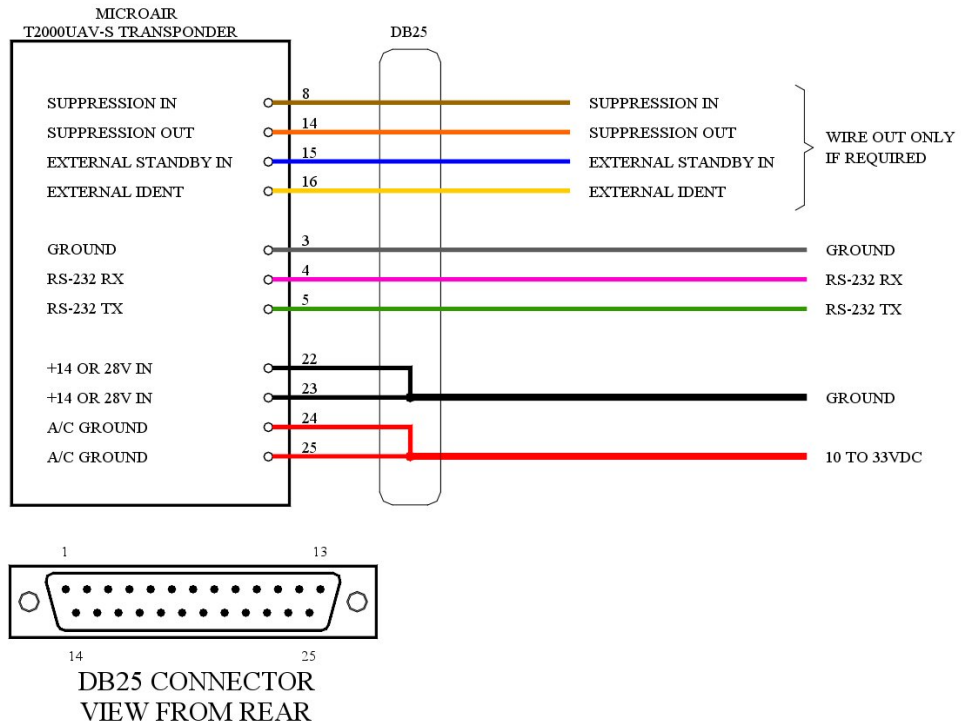 MICROAIR
T2000UAV-S TRANSPONDER
DB25
SUPPRESSION IN 8 SUPPRESSION IN
SUPPRESSION OUT 14 SUPPRESSION OUT
EXTERNAL STANDBY IN 15 EXTERNAL STANDBY IN
EXTERNAL IDENT 16 EXTERNAL IDENT
WIRE OUT ONLY
IF REQUIRED
GROUND 3 GROUND
RS-232 RX 4 RS-232 RX
RS-232 TX 5 RS-232 TX
+14 OR 28V IN 22
+14 OR 28V IN 23 GROUND
A/C GROUND 24
A/C GROUND 25 10 TO 33VDC
1 13
14 25
DB25 CONNECTOR
VIEW FROM REAR